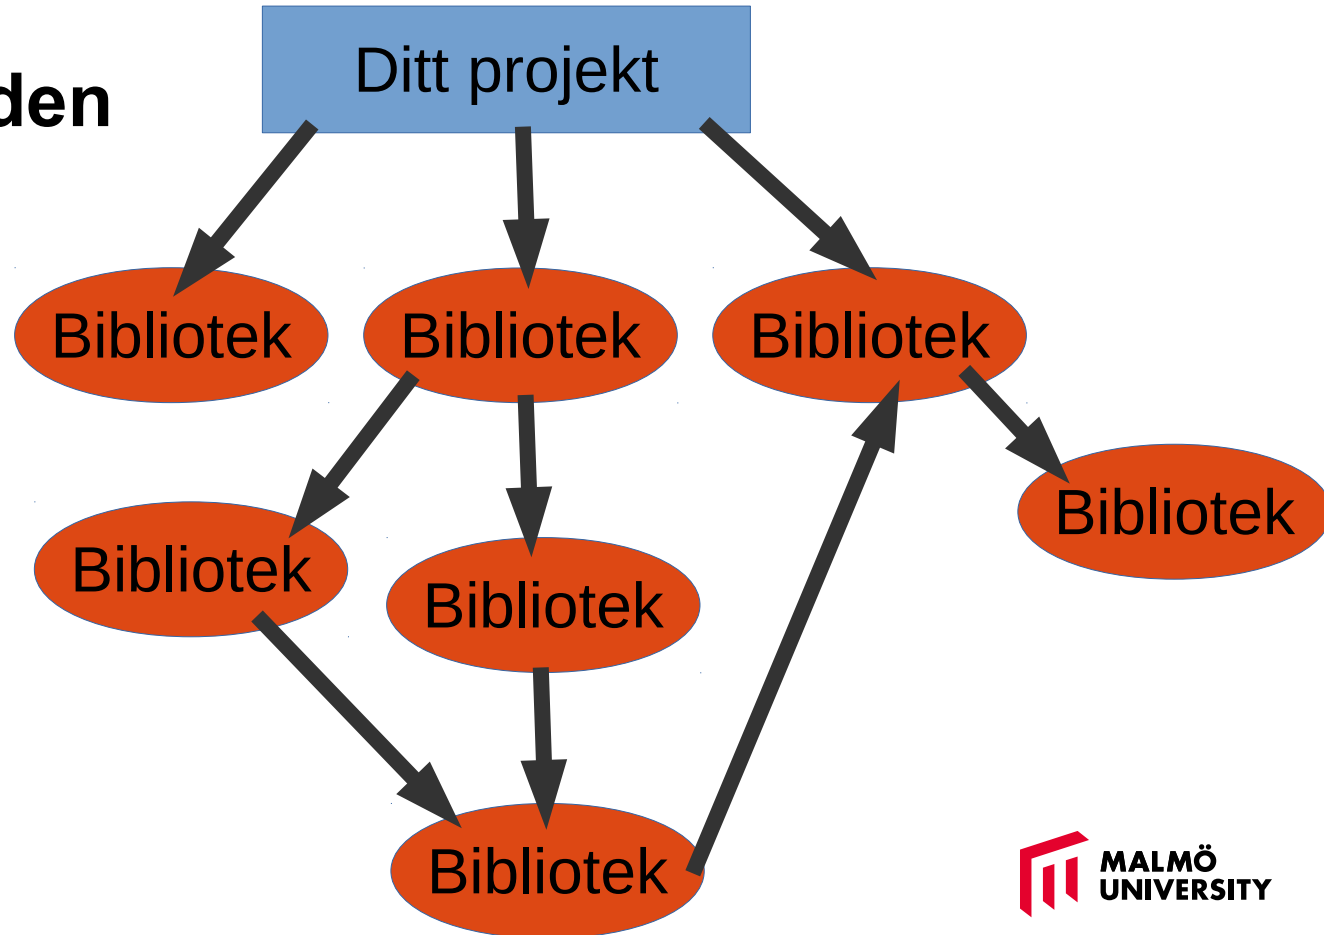 Ditt projekt
den
Bibliotek
Bibliotek
Bibliotek
Bibliotek
Bibliotek
Bibliotek
Bibliotek
MALMÖ
UNIVERSITY